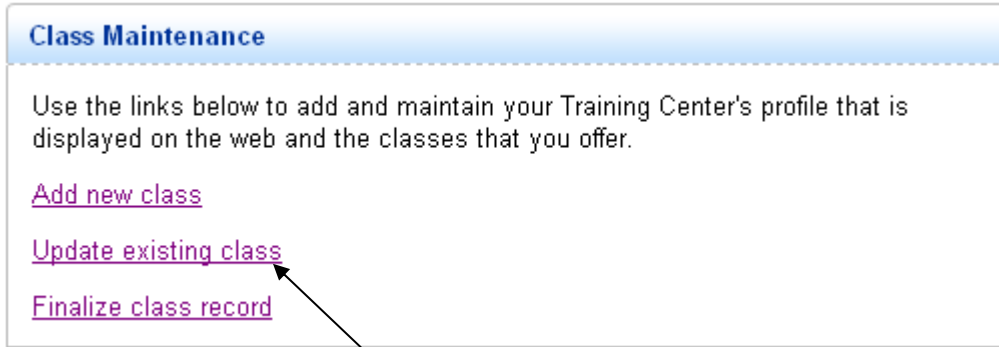 Class Maintenance
Use the links below to add and maintain your Training Center's profile that is
displayed on the web and the classes that you offer.
Add new class
Update existing class
Finalize class record